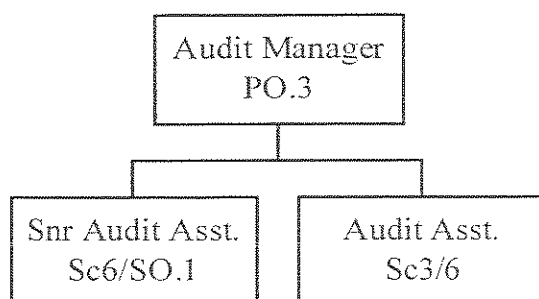 Audit Manager
PO.3
Snr Audit Asst.
Sc6/SO.1
Audit Asst.
Sc3/6